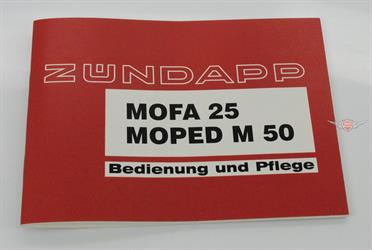 ZÜNDAPP
MOFA 25
MOPED M 50
Bedienung und Pflege